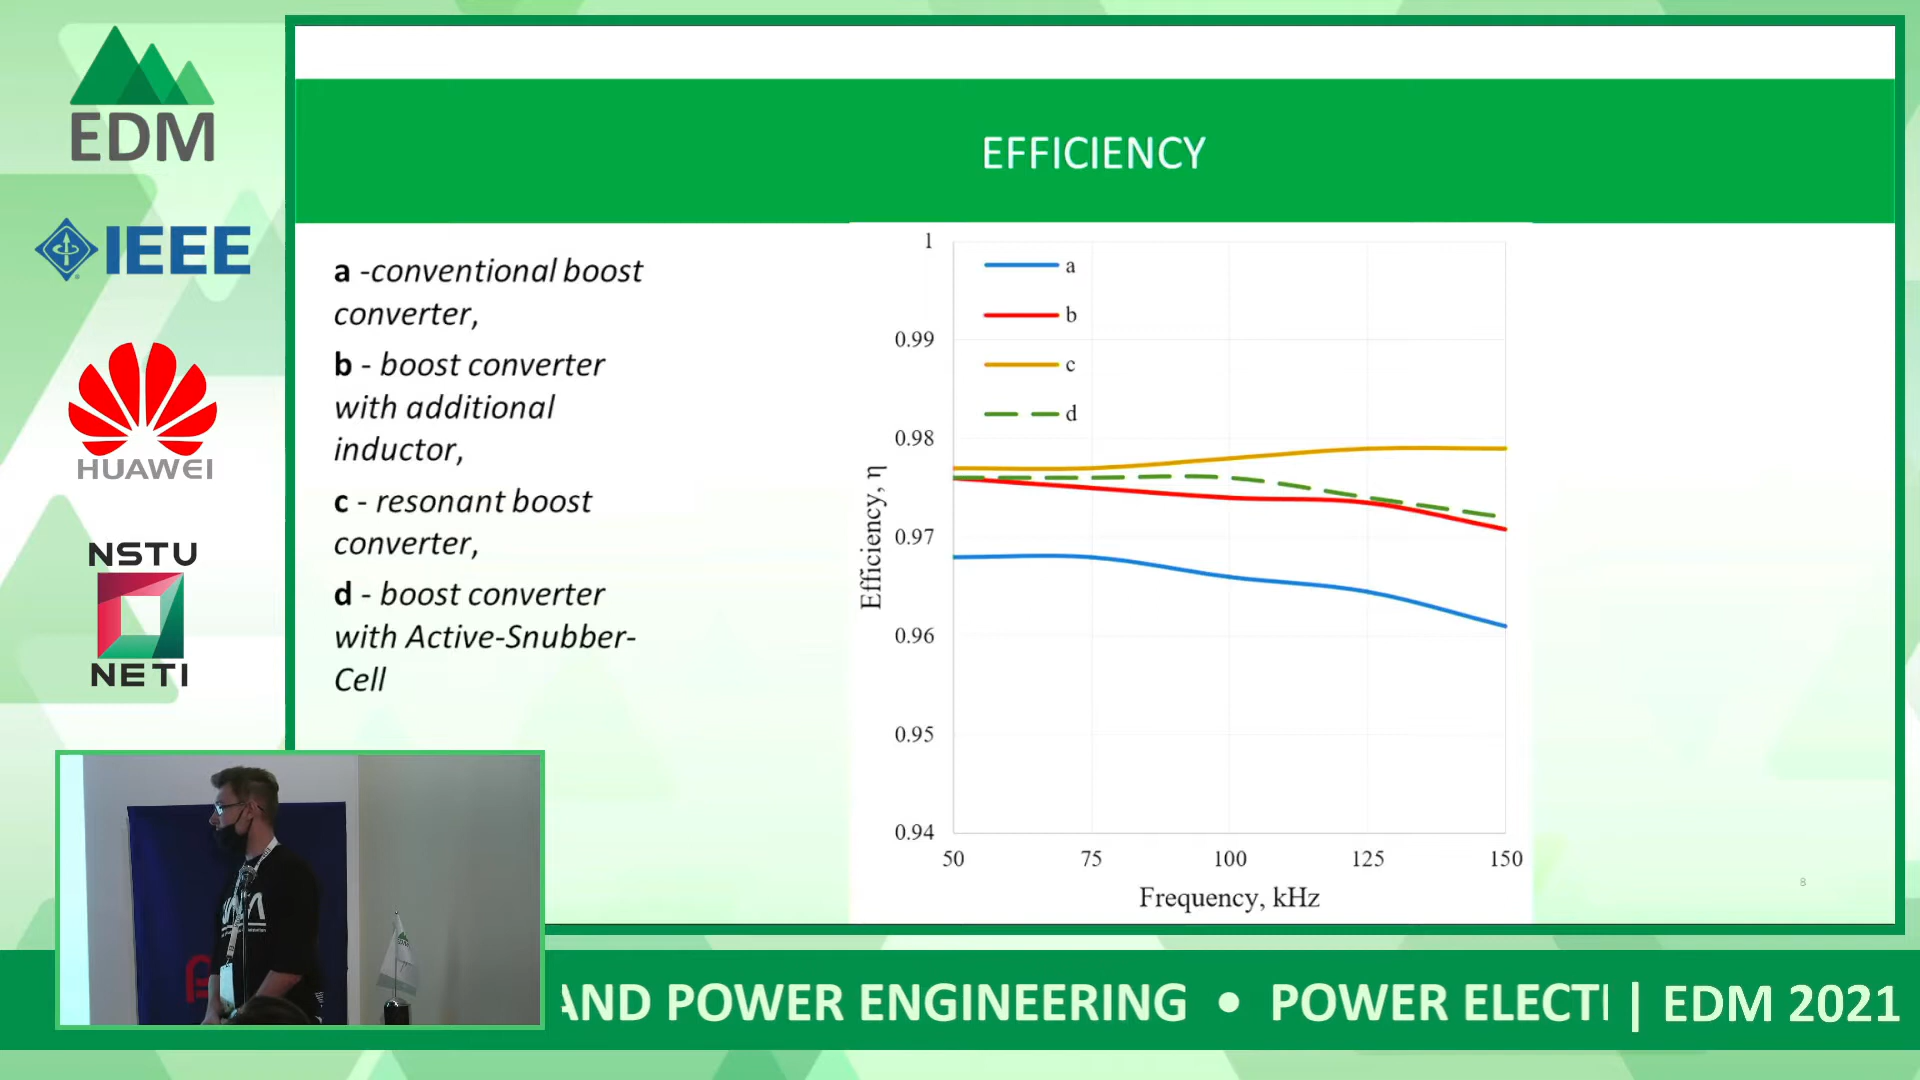 EDM
IEEE
HUAWEI
NSTU
NETI
EFFICIENCY
a -conventional boost
converter,
b - boost converter
with additional
inductor,
c - resonant boost
converter,
d - boost converter
with Active-Snubber-
Cell
1
0.99
0.98
0.97
0.96
0.95
0.94
Efficiency, η
a
b
c
d
50 75 100 125 150
Frequency, kHz
8
AND POWER ENGINEERING • POWER ELECTI | EDM 2021